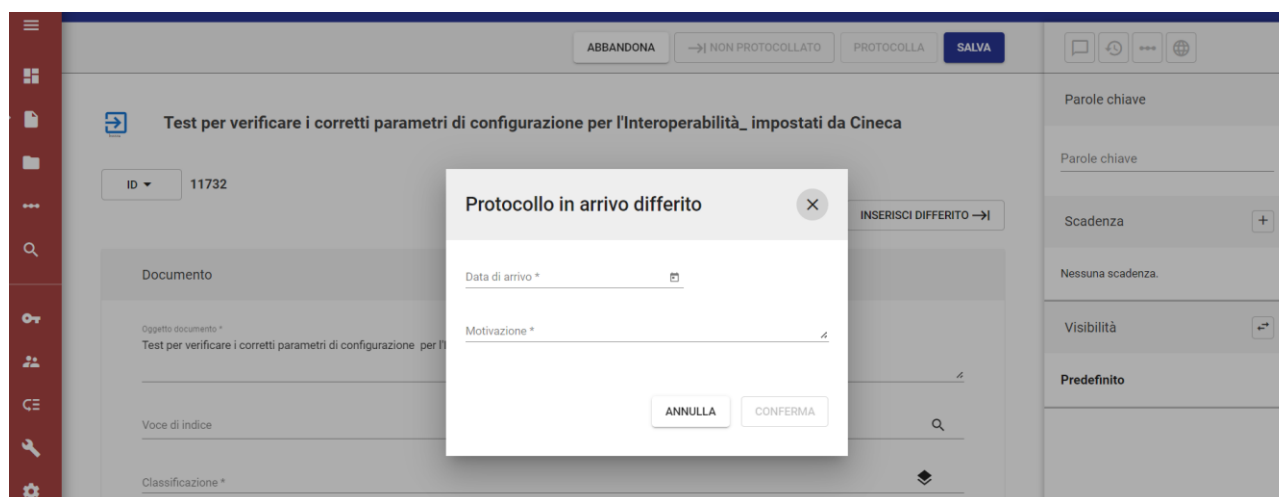 ABBANDONA NON PROTOCOLLATO PROTOCOLLA SALVA
Test per verificare i corretti parametri di configurazione per l'Interoperabilità_ impostati da Cineca
ID 11732
INSERISCI DIFFERITO
Documento
Oggetto documento *
Test per verificare i corretti parametri di configurazione per l'I
Voce di indice
Classificazione *
Protocollo in arrivo differito
Data di arrivo *
Motivazione *
ANNULLA CONFERMA
Parole chiave
Parole chiave
Scadenza
Nessuna scadenza.
Visibilità
Predefinito